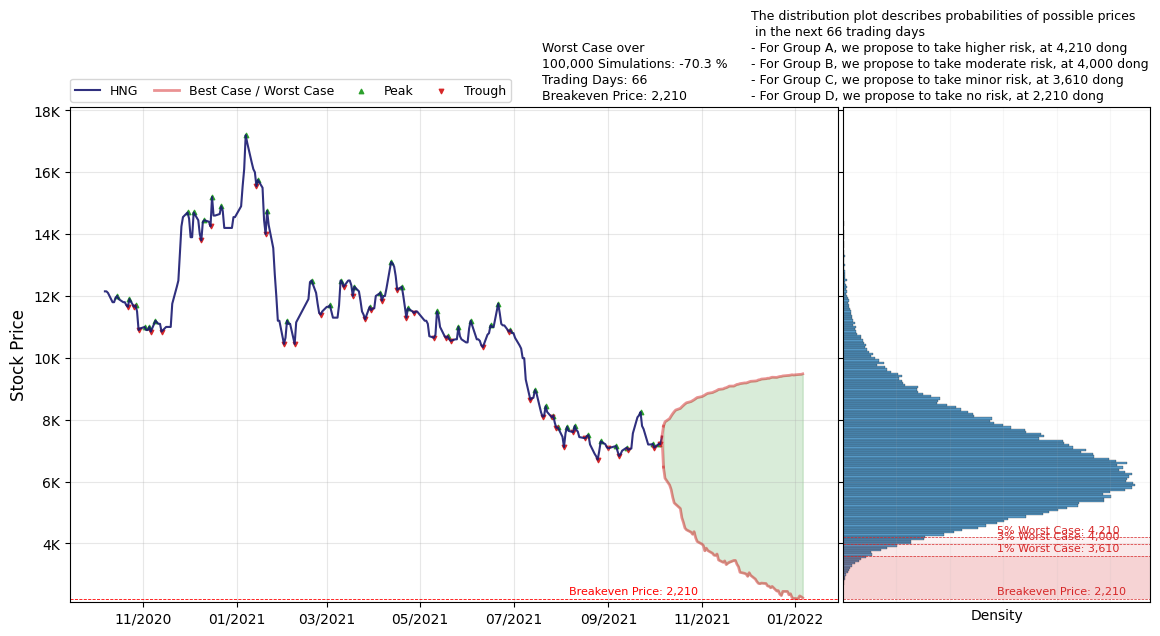 The distribution plot describes probabilities of possible prices
in the next 66 trading days
- For Group A, we propose to take higher risk, at 4,210 dong
- For Group B, we propose to take moderate risk, at 4,000 dong
- For Group C, we propose to take minor risk, at 3,610 dong
- For Group D, we propose to take no risk, at 2,210 dong
Worst Case over
100,000 Simulations: -70.3 %
Trading Days: 66
Breakeven Price: 2,210
HNG
Best Case / Worst Case
Peak
Trough
Stock Price
18K
16K
14K
12K
10K
8K
6K
4K
Breakeven Price: 2,210
11/2020
01/2021
03/2021
05/2021
07/2021
09/2021
11/2021
01/2022
5% Worst Case: 4,210
3% Worst Case: 4,000
1% Worst Case: 3,610
Breakeven Price: 2,210
Density